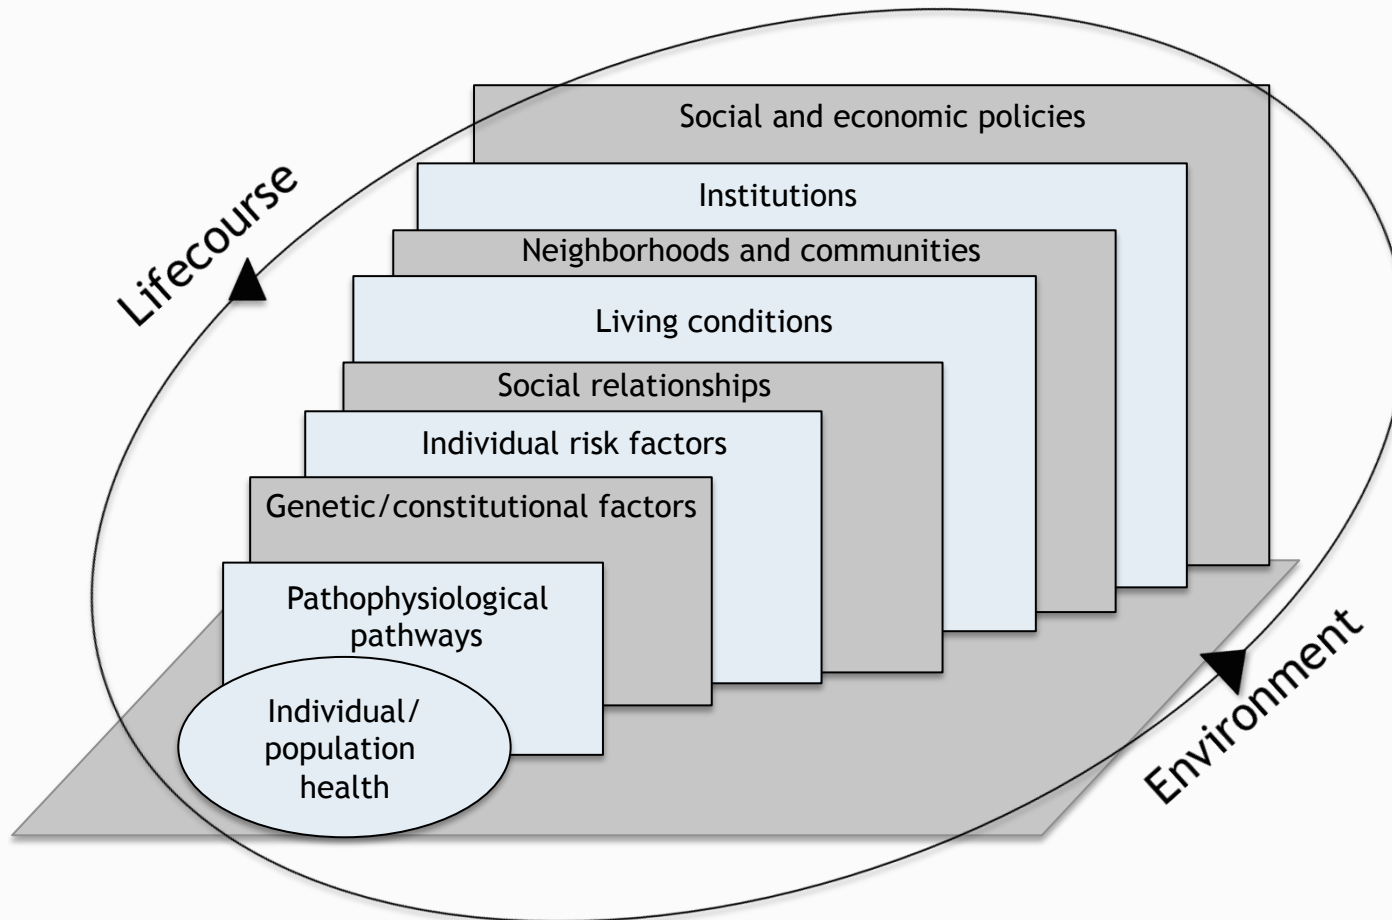 Social and economic policies
Institutions
Neighborhoods and communities
Living conditions
Social relationships
Individual risk factors
Genetic/constitutional factors
Pathophysiological
pathways
Individual/
population
health
Lifecourse
Environment